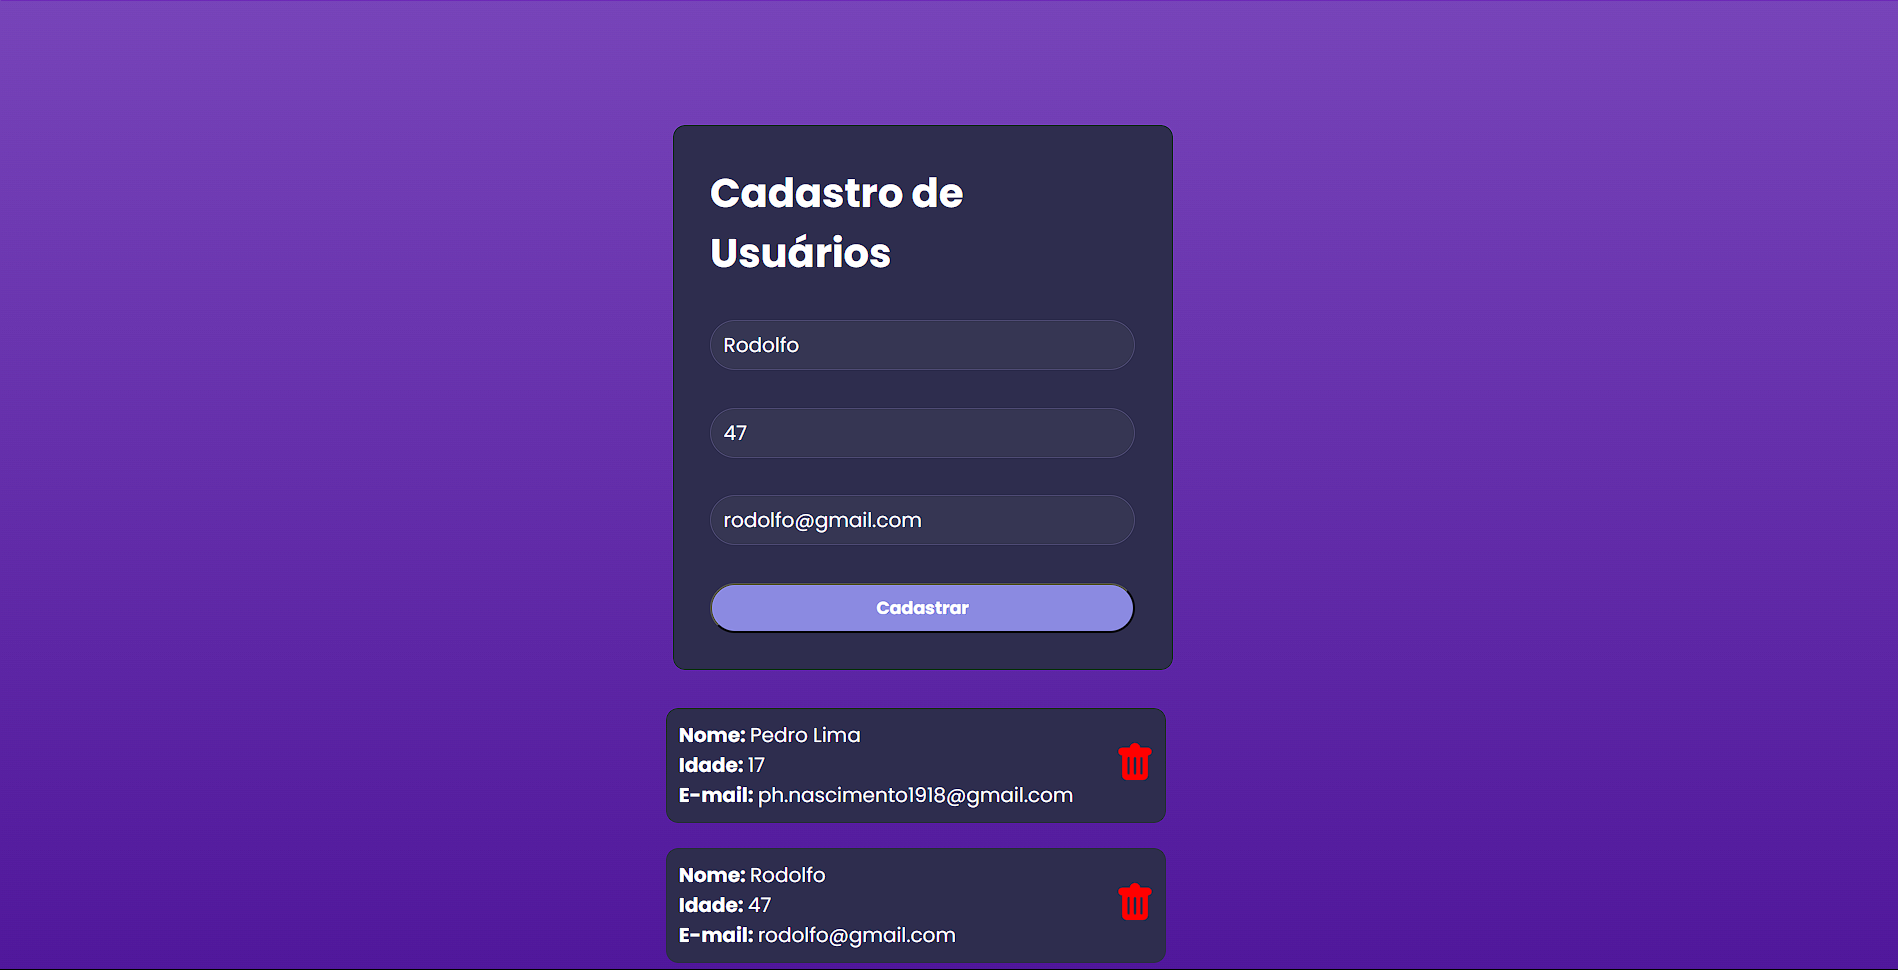 Cadastro de
Usuários
Rodolfo
47
rodolfo@gmail.com
Cadastrar
Nome: Pedro Lima
Idade: 17
E-mail: ph.nascimento1918@gmail.com
Nome: Rodolfo
Idade: 47
E-mail: rodolfo@gmail.com